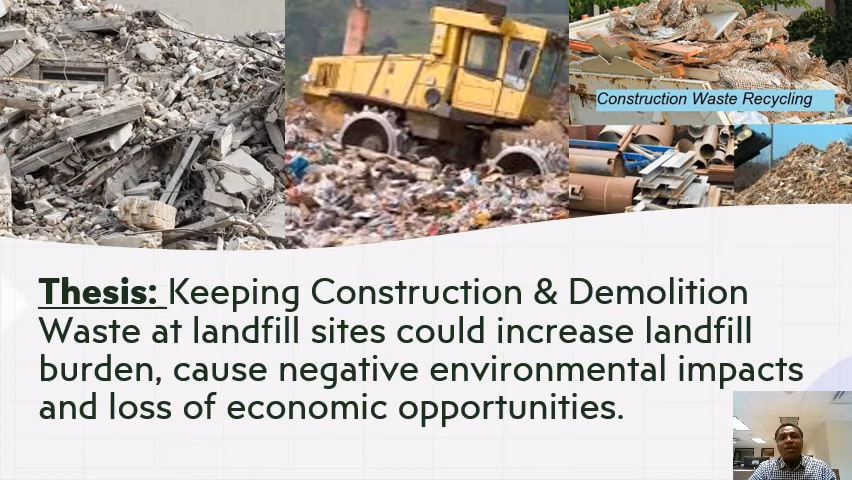 Construction Waste Recycling
Thesis: Keeping Construction & Demolition
Waste at landfill sites could increase landfill
burden, cause negative environmental impacts
and loss of economic opportunities.